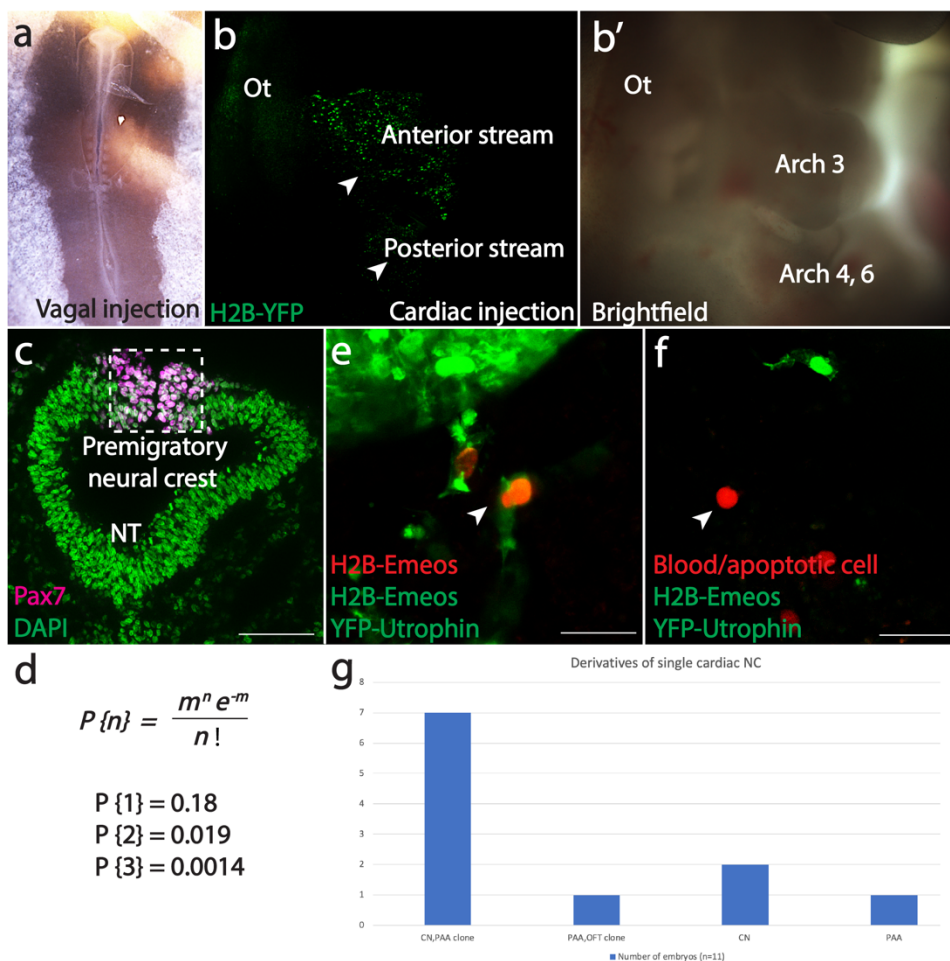 a
Vagal injection
b
Ot
Anterior stream
Posterior stream
H2B-YFP
Cardiac injection
b’
Ot
Arch 3
Arch 4, 6
Brightfield
c
Premigratory
neural crest
NT
Pax7
DAPI
e
H2B-Emeos
H2B-Emeos
YFP-Utrophin
f
Blood/apoptotic cell
H2B-Emeos
YFP-Utrophin
d
P {n} = m^n e^-m / n !
P {1} = 0.18
P {2} = 0.019
P {3} = 0.0014
g
Derivatives of single cardiac NC
8
7
6
5
4
3
2
1
0
CN,PAA clone
PAA,OFT clone
CN
PAA
Number of embryos (n=11)